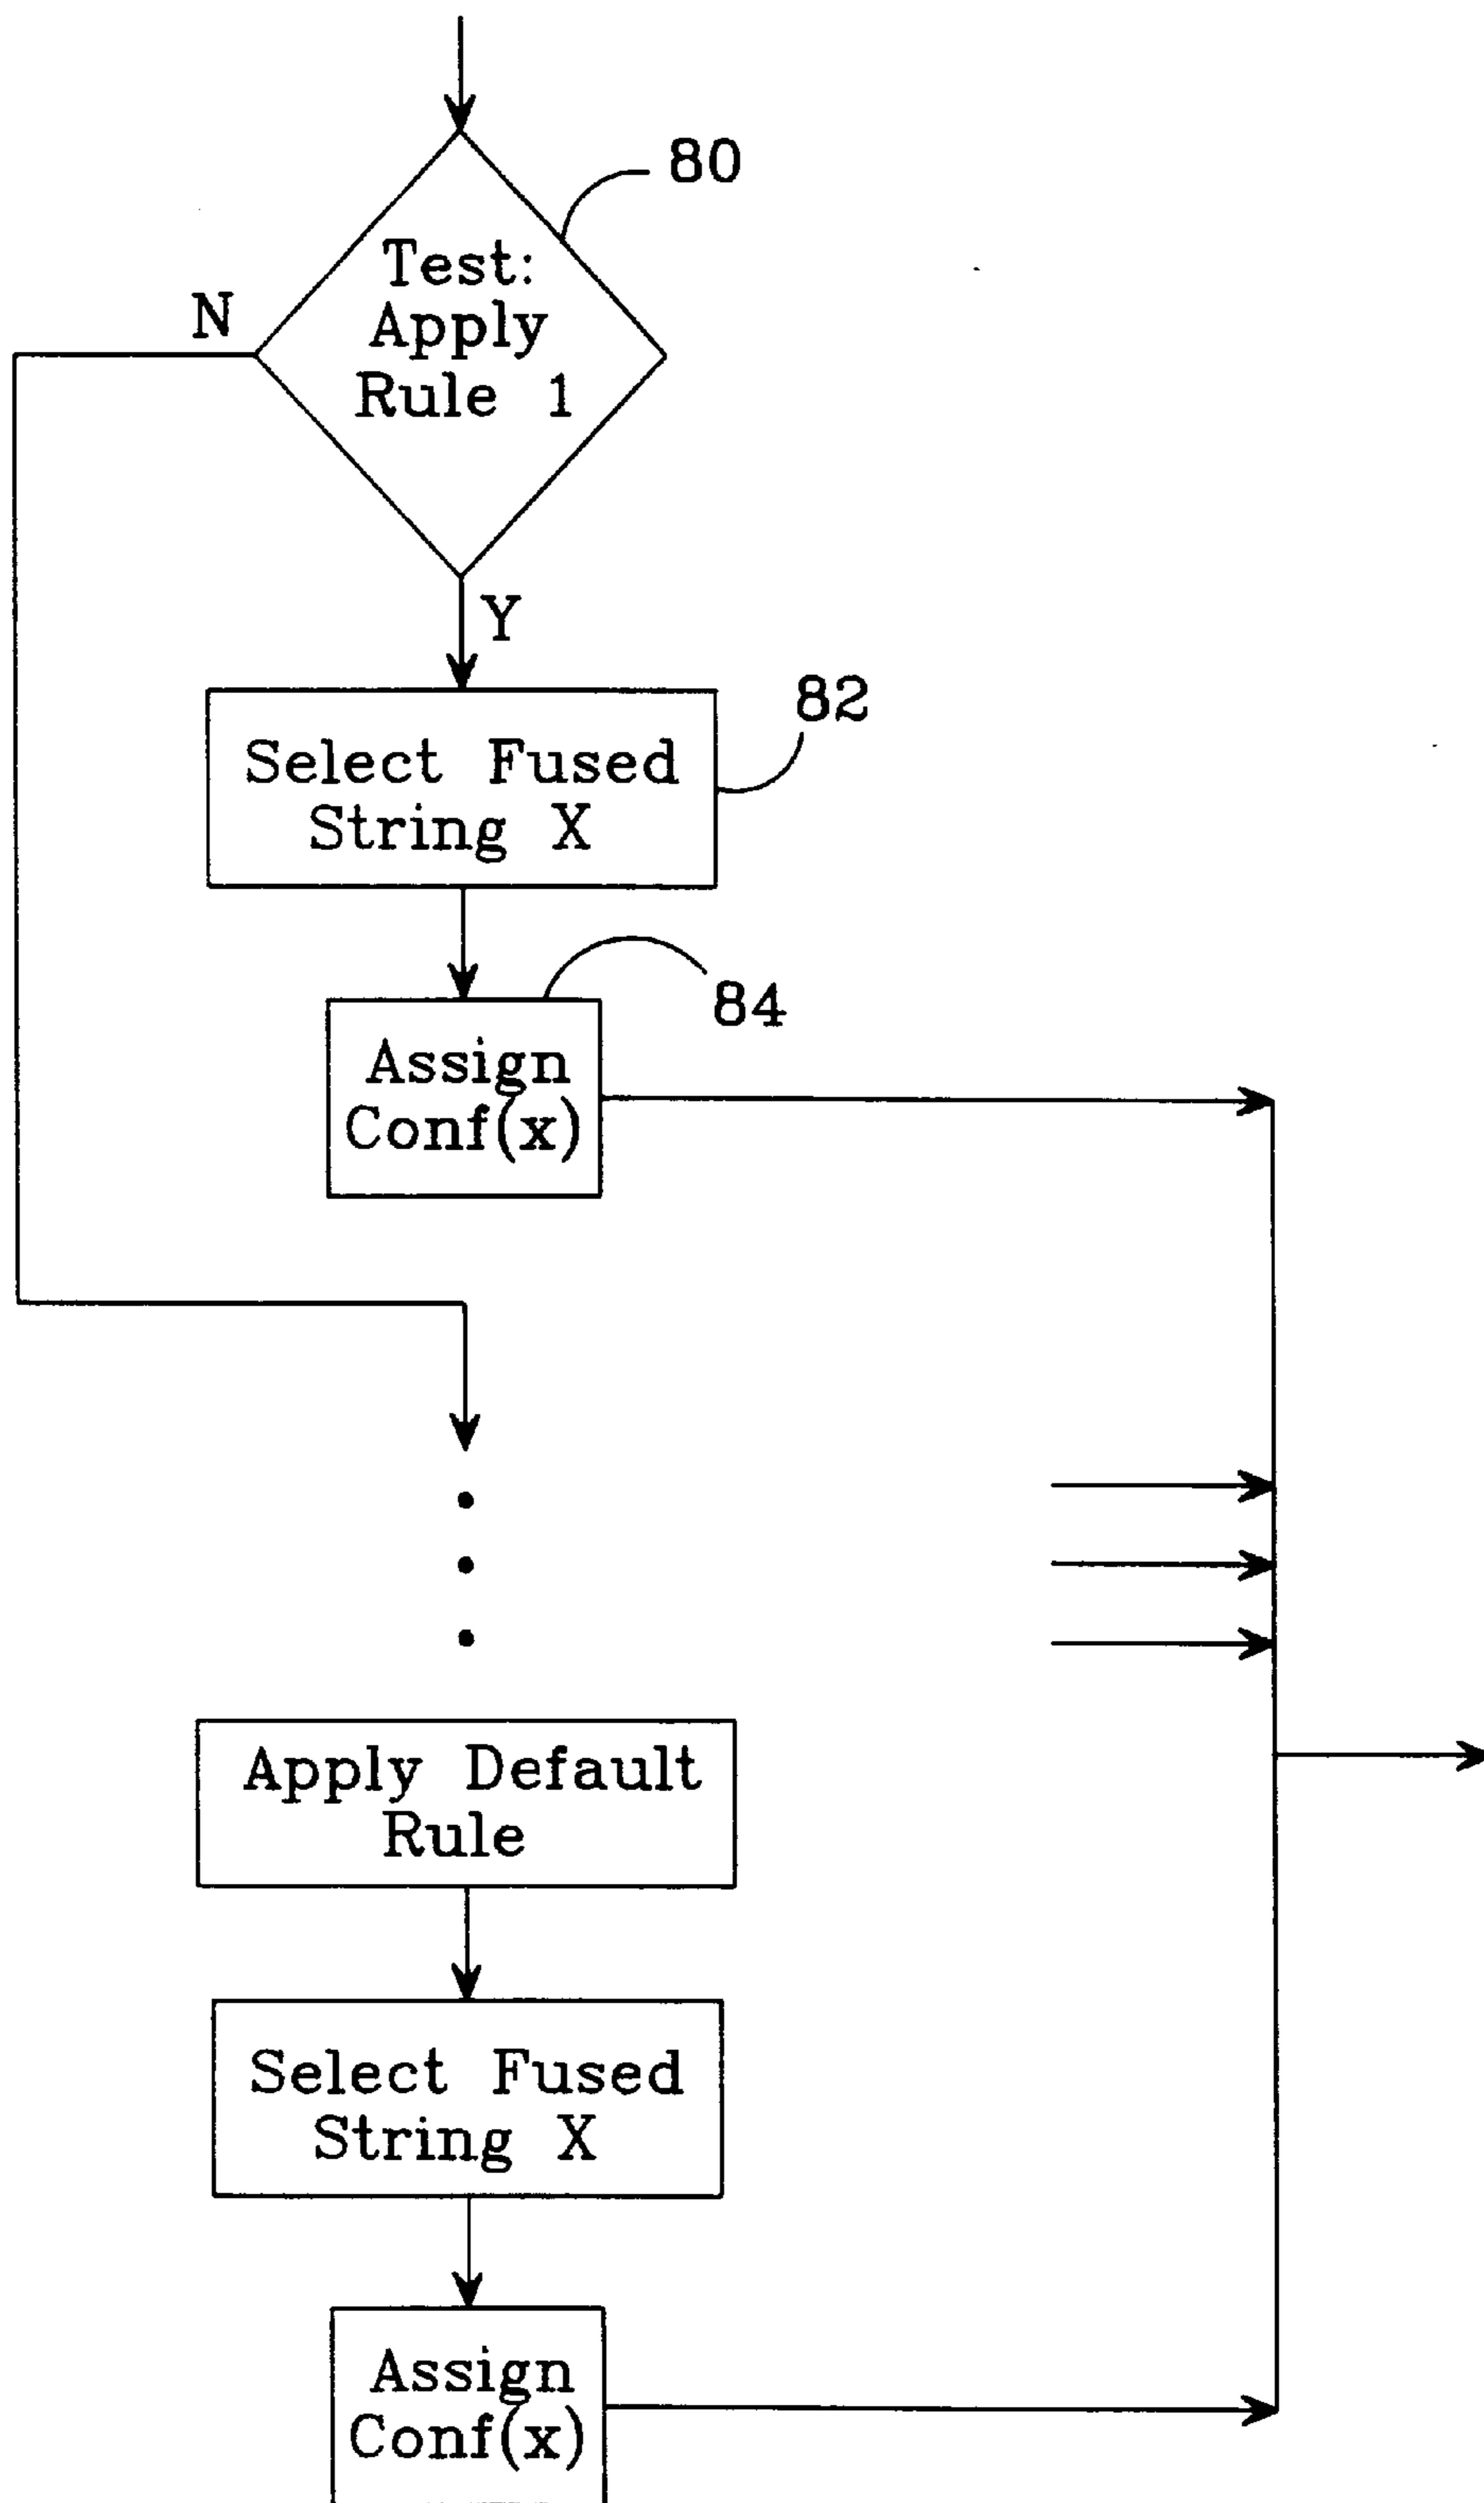 80
Test:
Apply
Rule 1
N
Y
82
Select Fused
String X
84
Assign
Conf(x)
Apply Default
Rule
Select Fused
String X
Assign
Conf(x)